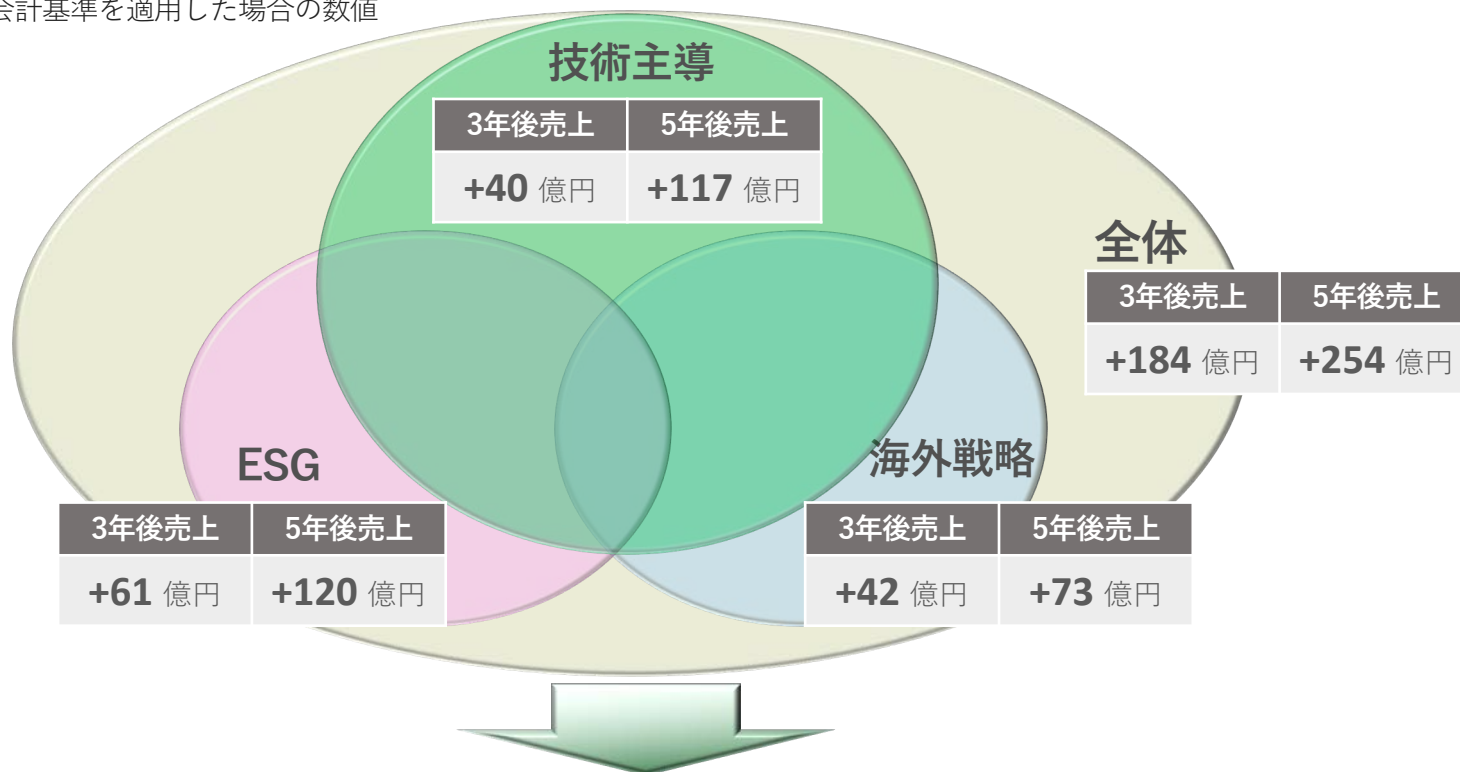 会計基準を適用した場合の数値
技術主導
3年後売上 5年後売上
+40 億円 +117 億円
全体
3年後売上 5年後売上
+184 億円 +254 億円
ESG
3年後売上 5年後売上
+61 億円 +120 億円
海外戦略
3年後売上 5年後売上
+42 億円 +73 億円